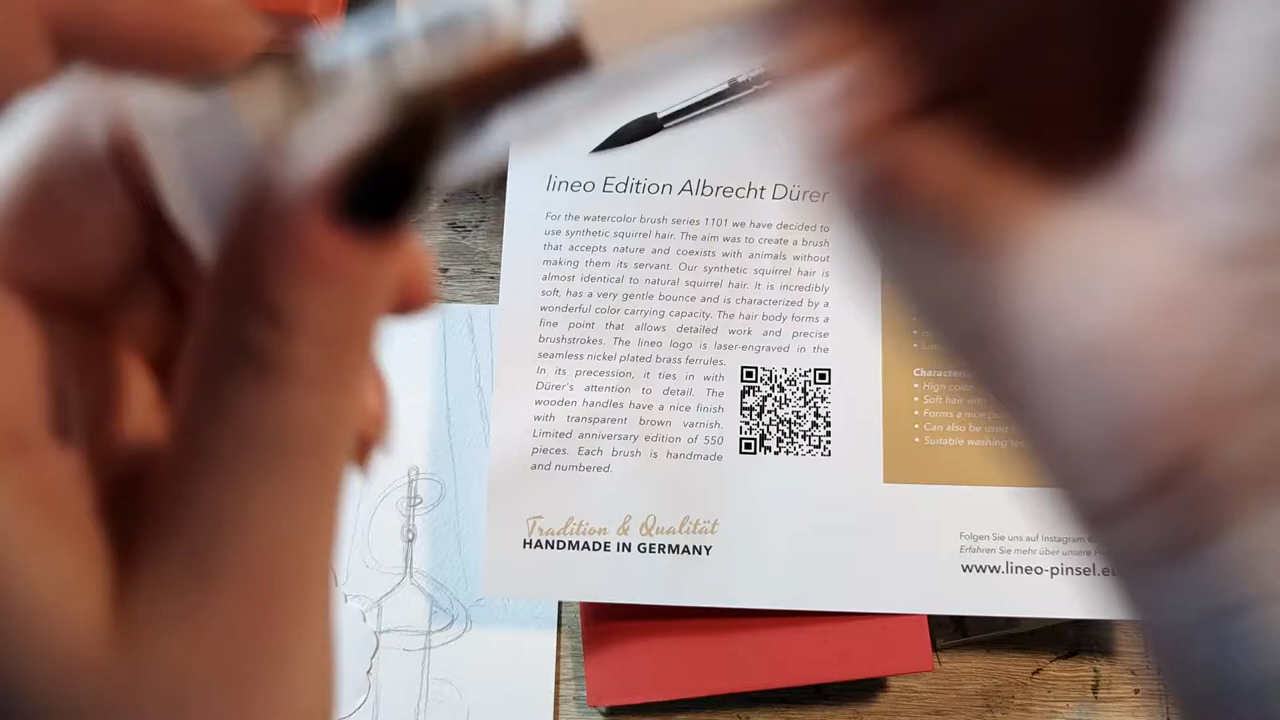 lineo Edition Albrecht Dürer
For the watercolor brush series 1101 we have decided to
use synthetic squirrel hair. The aim was to create a brush
that accepts nature and coexists with animals without
making them its servant. Our synthetic squirrel hair is
almost identical to natural squirrel hair. It is incredibly
soft, has a very gentle bounce and is characterized by a
wonderful color carrying capacity. The hair body forms a
fine point that allows detailed work and precise
brushstrokes. The lineo logo is laser-engraved in the
seamless nickel plated brass ferrules.
In its precession, it ties in with
Dürer's attention to detail. The
wooden handles have a nice finish
with transparent brown varnish.
Limited anniversary edition of 550
pieces. Each brush is handmade
and numbered.
Tradition & Qualität
HANDMADE IN GERMANY
• High color
• Soft hair with
• Forms a nice
• Can also be used
• Suitable washing
Folgen Sie uns auf Instagram
Erfahren Sie mehr über unsere
www.lineo-pinsel.eu